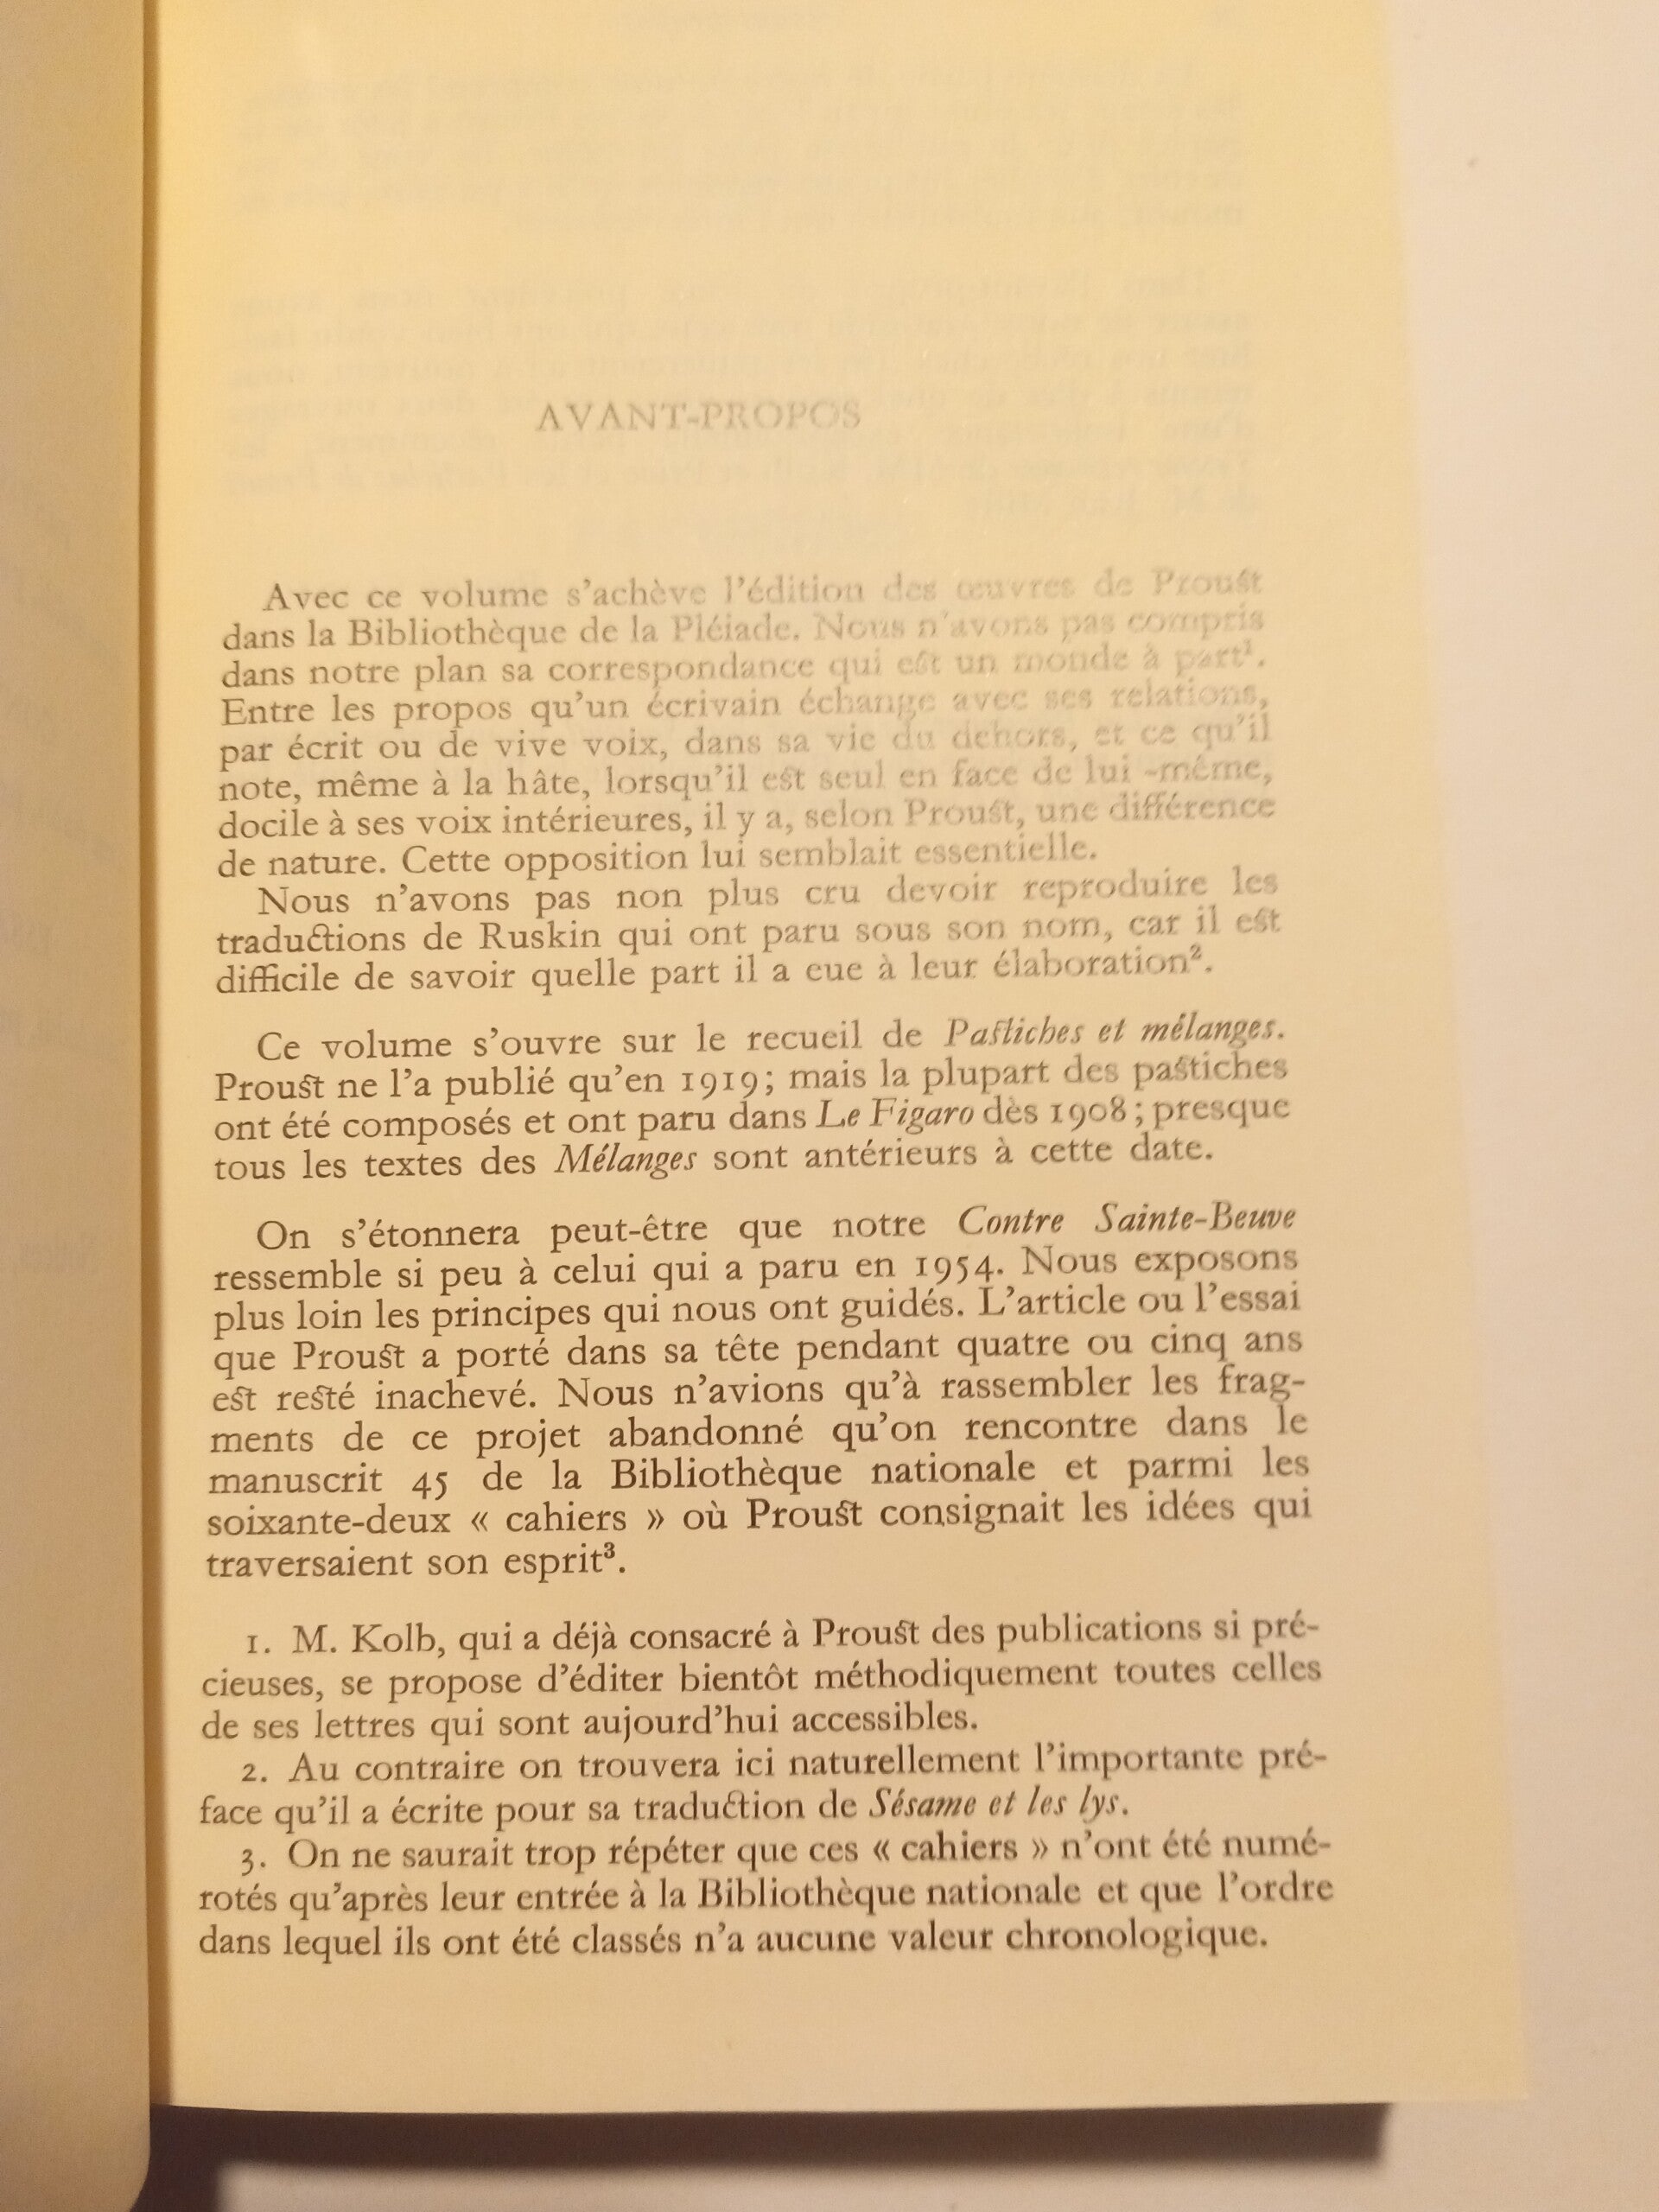 AVANT-PROPOS
Avec ce volume s'achève l'édition des œuvres de Proust
dans la Bibliothèque de la Pléiade. Nous n'avons pas compris
dans notre plan sa correspondance qui est un monde à part¹.
Entre les propos qu'un écrivain échange avec ses relations,
par écrit ou de vive voix, dans sa vie du dehors, et ce qu'il
note, même à la hâte, lorsqu'il est seul en face de lui -même,
docile à ses voix intérieures, il y a, selon Proust, une différence
de nature. Cette opposition lui semblait essentielle.
Nous n'avons pas non plus cru devoir reproduire les
traductions de Ruskin qui ont paru sous son nom, car il est
difficile de savoir quelle part il a eue à leur élaboration².
Ce volume s'ouvre sur le recueil de Pastiches et mélanges.
Proust ne l'a publié qu'en 1919; mais la plupart des pastiches
ont été composés et ont paru dans Le Figaro dès 1908; presque
tous les textes des Mélanges sont antérieurs à cette date.
On s'étonnera peut-être que notre Contre Sainte-Beuve
ressemble si peu à celui qui a paru en 1954. Nous exposons
plus loin les principes qui nous ont guidés. L'article ou l'essai
que Proust a porté dans sa tête pendant quatre ou cinq ans
est resté inachevé. Nous n'avions qu'à rassembler les frag-
ments de ce projet abandonné qu'on rencontre dans le
manuscrit 45 de la Bibliothèque nationale et parmi les
soixante-deux « cahiers » où Proust consignait les idées qui
traversaient son esprit³.
1. M. Kolb, qui a déjà consacré à Proust des publications si pré-
cieuses, se propose d'éditer bientôt méthodiquement toutes celles
de ses lettres qui sont aujourd'hui accessibles.
2. Au contraire on trouvera ici naturellement l'importante pré-
face qu'il a écrite pour sa traduction de Sésame et les lys.
3. On ne saurait trop répéter que ces « cahiers » n'ont été numé-
rotés qu'après leur entrée à la Bibliothèque nationale et que l'ordre
dans lequel ils ont été classés n'a aucune valeur chronologique.